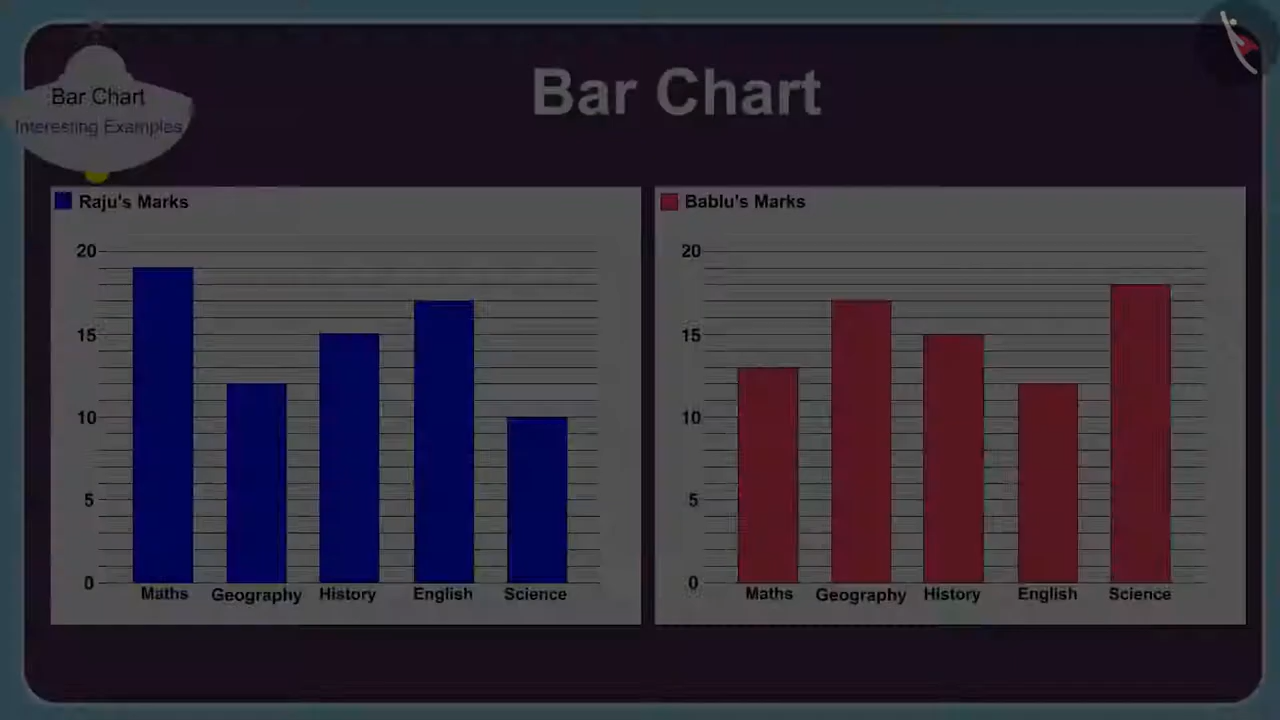 Bar Chart
Interesting Examples
Bar Chart
Raju's Marks
20
15
10
5
0
Maths Geography History English Science
Bablu's Marks
20
15
10
5
0
Maths Geography History English Science